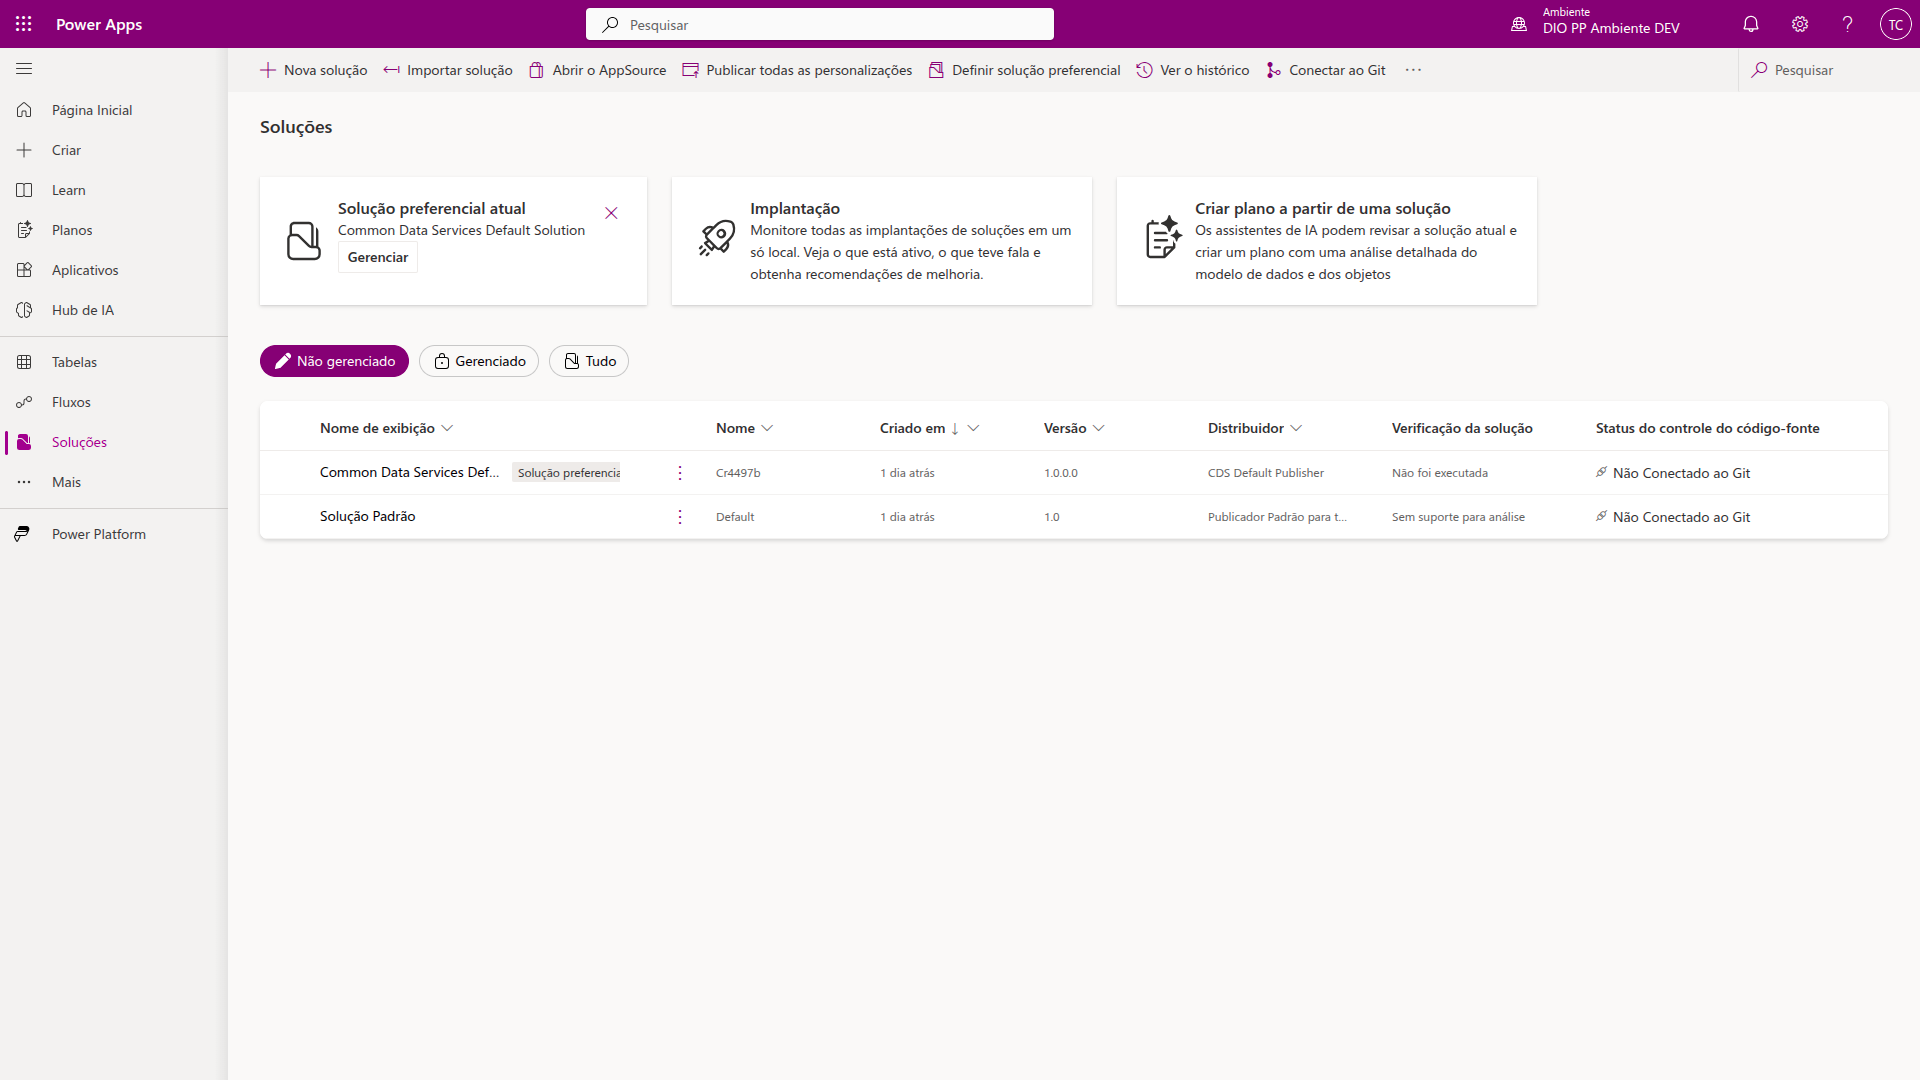 Power Apps
Pesquisar
Ambiente
DIO PP Ambiente DEV
TC
Nova solução
Importar solução
Abrir o AppSource
Publicar todas as personalizações
Definir solução preferencial
Ver o histórico
Conectar ao Git
...
Pesquisar
Página Inicial
Criar
Learn
Planos
Aplicativos
Hub de IA
Tabelas
Fluxos
Soluções
Mais
Power Platform
Soluções
Solução preferencial atual
Common Data Services Default Solution
Gerenciar
Implantação
Monitore todas as implantações de soluções em um
só local. Veja o que está ativo, o que teve fala e
obtenha recomendações de melhoria.
Criar plano a partir de uma solução
Os assistentes de IA podem revisar a solução atual e
criar um plano com uma análise detalhada do
modelo de dados e dos objetos
Não gerenciado
Gerenciado
Tudo
Nome de exibição Nome Criado em ↓ Versão Distribuidor Verificação da solução Status do controle do código-fonte
Common Data Services Def... Solução preferencia Cr4497b 1 dia atrás 1.0.0.0 CDS Default Publisher Não foi executada Não Conectado ao Git
Solução Padrão Default 1 dia atrás 1.0 Publicador Padrão para t... Sem suporte para análise Não Conectado ao Git